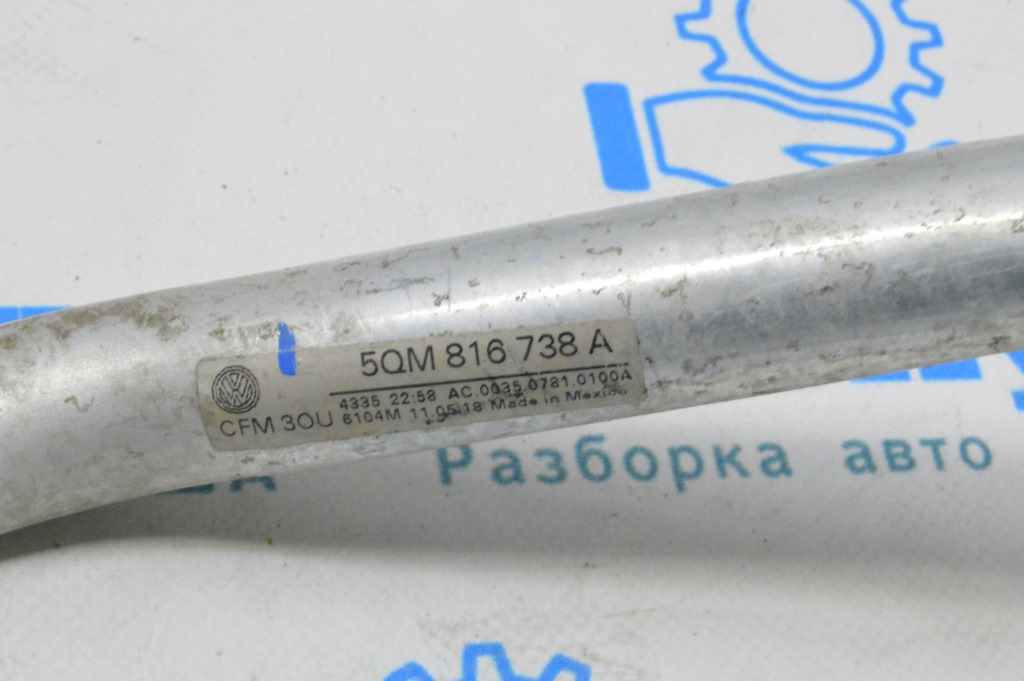 5QM 816 738 A
4335 22:58 AC.0035.0781.0100A
CFM 30U 6104M 11.05.18 Made in Mexico
Разборка авто